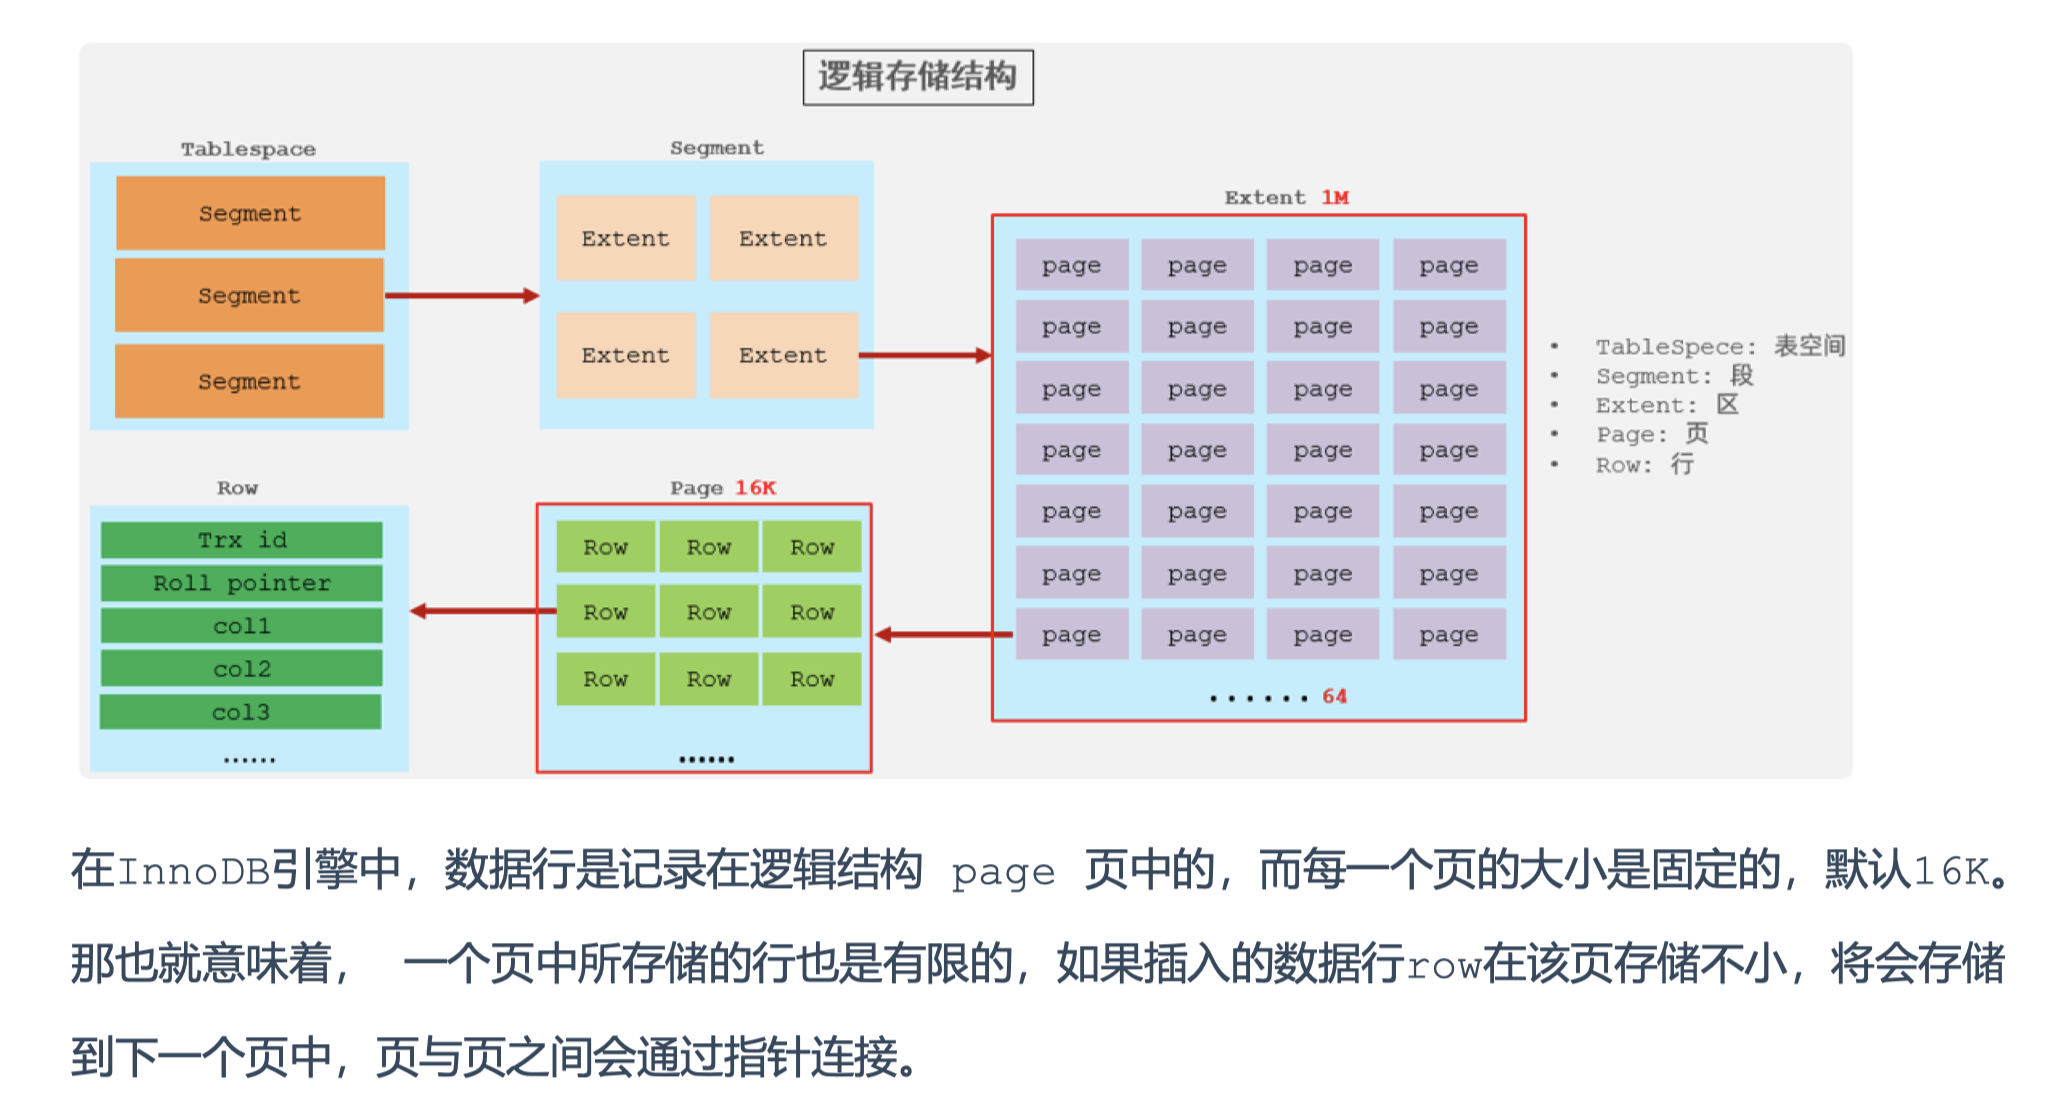 逻辑存储结构
Tablespace
Segment
Segment
Segment
Segment
Extent Extent
Extent Extent
Extent 1M
page page page page
page page page page
page page page page
page page page page
page page page page
page page page page
page page page page
...... 64
• TableSpece: 表空间
• Segment: 段
• Extent: 区
• Page: 页
• Row: 行
Page 16K
Row Row Row
Row Row Row
Row Row Row
......
Row
Trx id
Roll pointer
col1
col2
col3
......
在InnoDB引擎中，数据行是记录在逻辑结构 page 页中的，而每一个页的大小是固定的，默认16K。
那也就意味着， 一个页中所存储的行也是有限的，如果插入的数据行row在该页存储不小，将会存储
到下一个页中，页与页之间会通过指针连接。